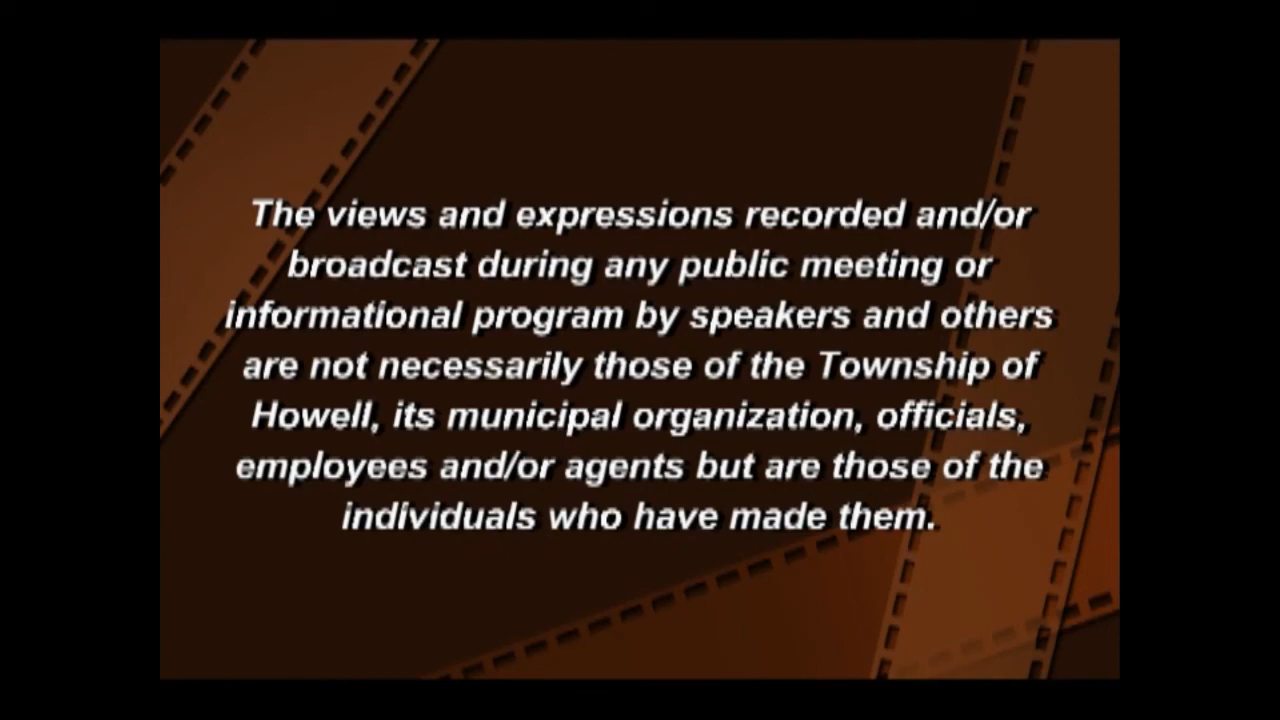 The views and expressions recorded and/or
broadcast during any public meeting or
informational program by speakers and others
are not necessarily those of the Township of
Howell, its municipal organization, officials,
employees and/or agents but are those of the
individuals who have made them.